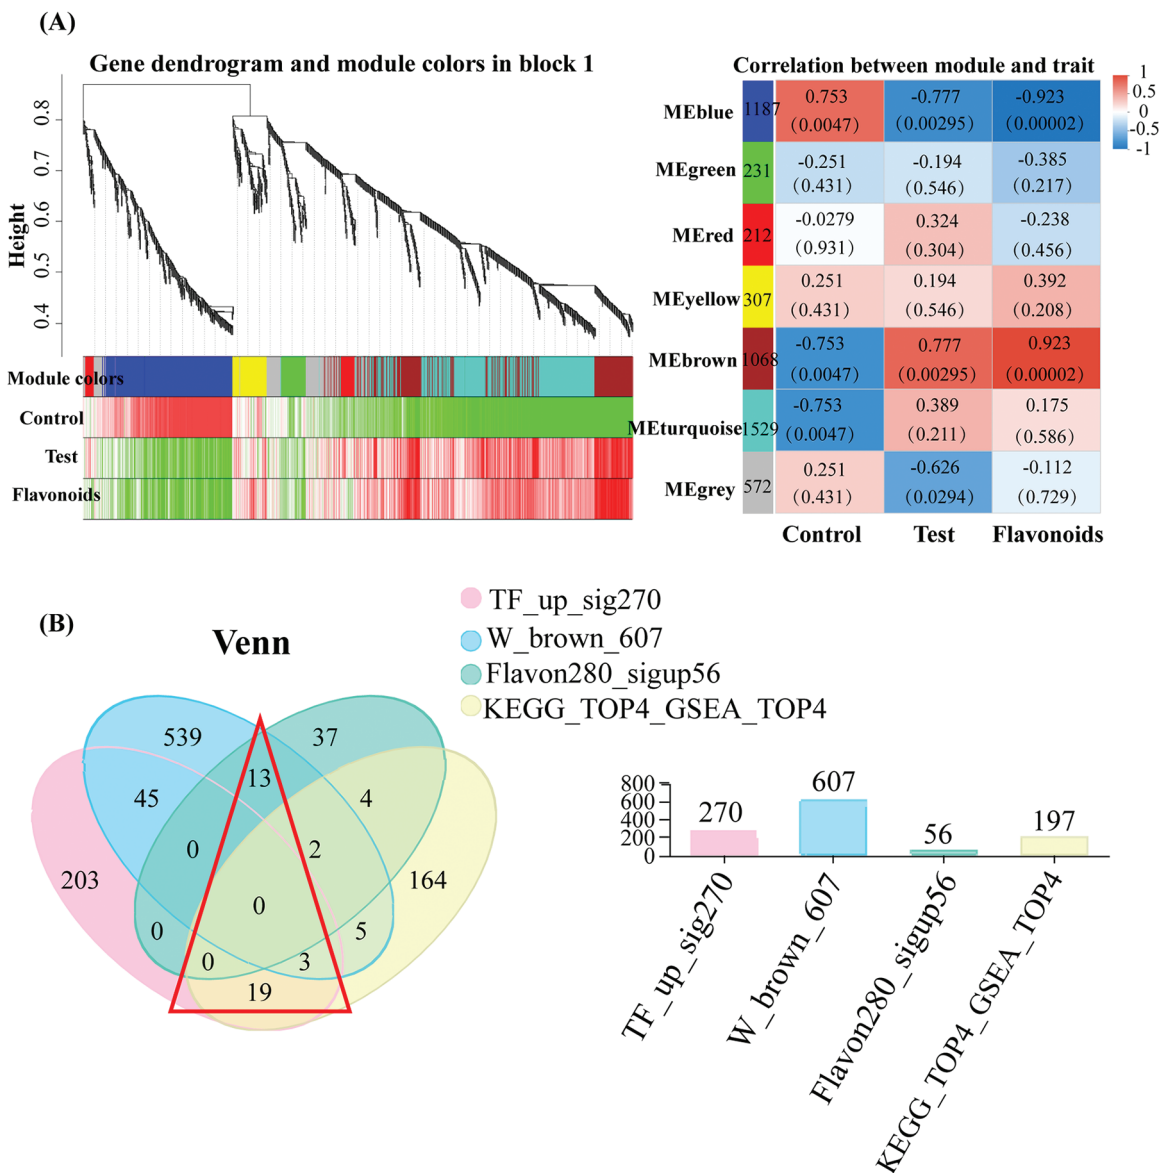 (A)
Gene dendrogram and module colors in block 1
Height
0.8
0.7
0.6
0.5
0.4
Module colors
Control
Test
Flavonoids
Correlation between module and trait
MEblue 1187 0.753 -0.777 -0.923
(0.0047) (0.00295) (0.00002)
MEgreen 231 -0.251 -0.194 -0.385
(0.431) (0.546) (0.217)
MEred 212 -0.0279 0.324 -0.238
(0.931) (0.304) (0.456)
MEyellow 307 0.251 0.194 0.392
(0.431) (0.546) (0.208)
MEbrown 1068 -0.753 0.777 0.923
(0.0047) (0.00295) (0.00002)
MEturquoise 1529 -0.753 0.389 0.175
(0.0047) (0.211) (0.586)
MEgrey 572 0.251 -0.626 -0.112
(0.431) (0.0294) (0.729)
Control Test Flavonoids
1
0.5
0
-0.5
-1
(B)
Venn
TF_up_sig270
W_brown_607
Flavon280_sigup56
KEGG_TOP4_GSEA_TOP4
539 37
13
45 4
0 2
203 164
0
0 5
0 3
19
800
600
400
200
0
270 607 56 197
TF_up_sig270
W_brown_607
Flavon280_sigup56
KEGG_TOP4_GSEA_TOP4